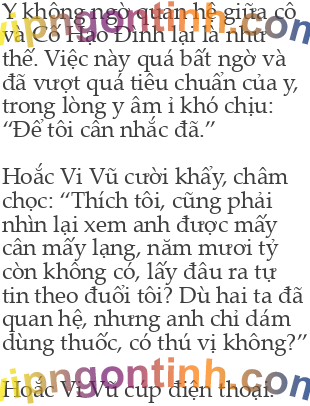 Y không ngờ quan hệ giữa cô
và Cố Hạo Đình lại là như
thế. Việc này quá bất ngờ và
đã vượt quá tiêu chuẩn của y,
trong lòng y âm ỉ khó chịu:
“Để tôi cân nhắc đã.”
Hoắc Vi Vũ cười khẩy, châm
chọc: “Thích tôi, cũng phải
nhìn lại xem anh được mấy
cân mấy lạng, năm mươi tỷ
còn không có, lấy đâu ra tự
tin theo đuổi tôi? Dù hai ta đã
quan hệ, nhưng anh chỉ dám
dùng thuốc, có thú vị không?”
Hoắc Vi Vũ cúp điện thoại.
vipngontinh.com
vipngontinh.com